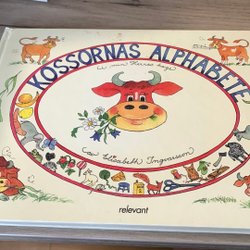 KOSSORNAS ALPHABETE
av Elisabeth Ingvarsson
relevant